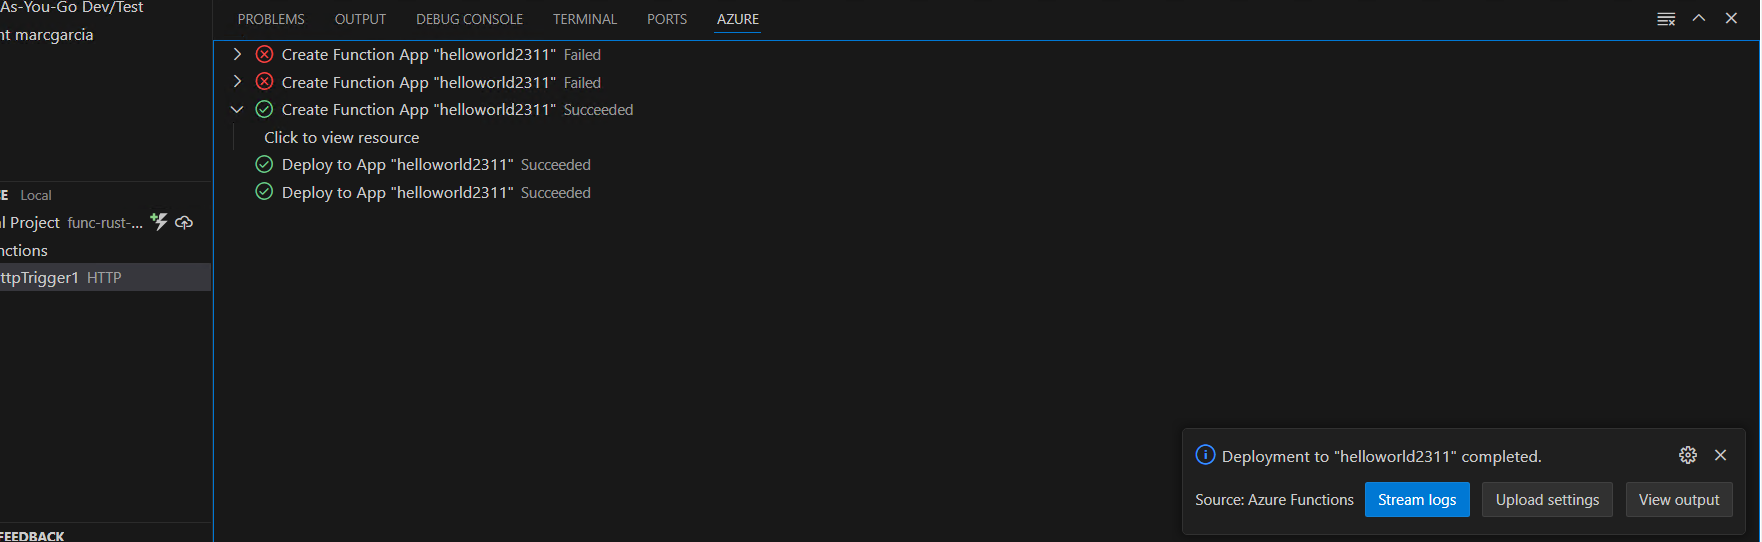 As-You-Go Dev/Test
nt marcgarcia
PROBLEMS OUTPUT DEBUG CONSOLE TERMINAL PORTS AZURE
Create Function App "helloworld2311" Failed
Create Function App "helloworld2311" Failed
Create Function App "helloworld2311" Succeeded
Click to view resource
Deploy to App "helloworld2311" Succeeded
Deploy to App "helloworld2311" Succeeded
CE Local
l Project func-rust-...
nctions
ttpTrigger1 HTTP
FEEDBACK
Deployment to "helloworld2311" completed.
Source: Azure Functions Stream logs Upload settings View output